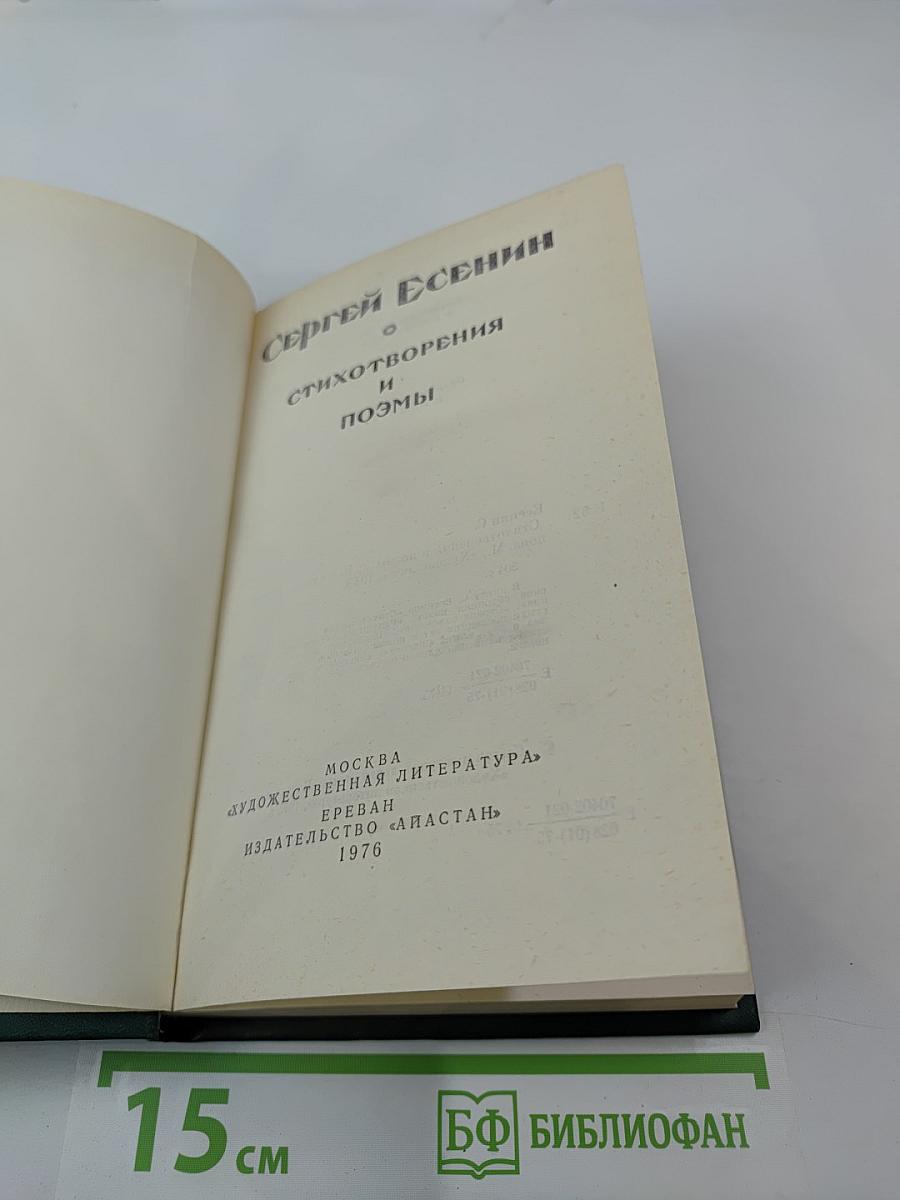 Сергей Есенин
СТИХОТВОРЕНИЯ
И
ПОЭМЫ
МОСКВА
«ХУДОЖЕСТВЕННАЯ ЛИТЕРАТУРА»
ЕРЕВАН
ИЗДАТЕЛЬСТВО «АЙАСТАН»
1976
15 см
БФ БИБЛИОФАН